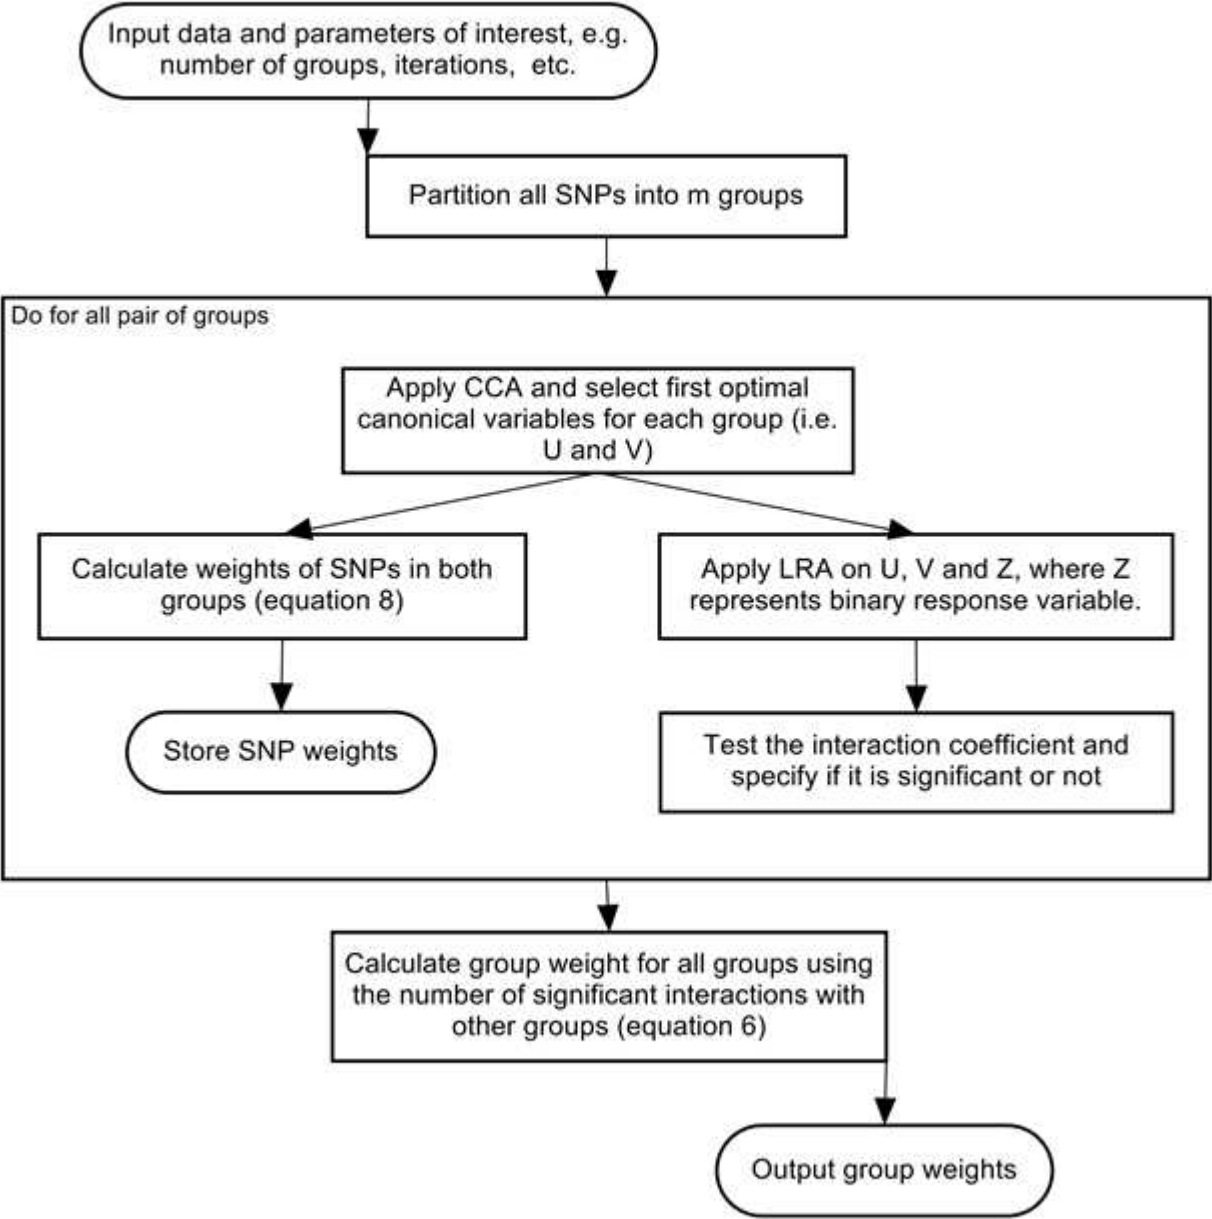 Input data and parameters of interest, e.g.
number of groups, iterations, etc.
Partition all SNPs into m groups
Do for all pair of groups
Apply CCA and select first optimal
canonical variables for each group (i.e.
U and V)
Calculate weights of SNPs in both
groups (equation 8)
Apply LRA on U, V and Z, where Z
represents binary response variable.
Store SNP weights
Test the interaction coefficient and
specify if it is significant or not
Calculate group weight for all groups using
the number of significant interactions with
other groups (equation 6)
Output group weights